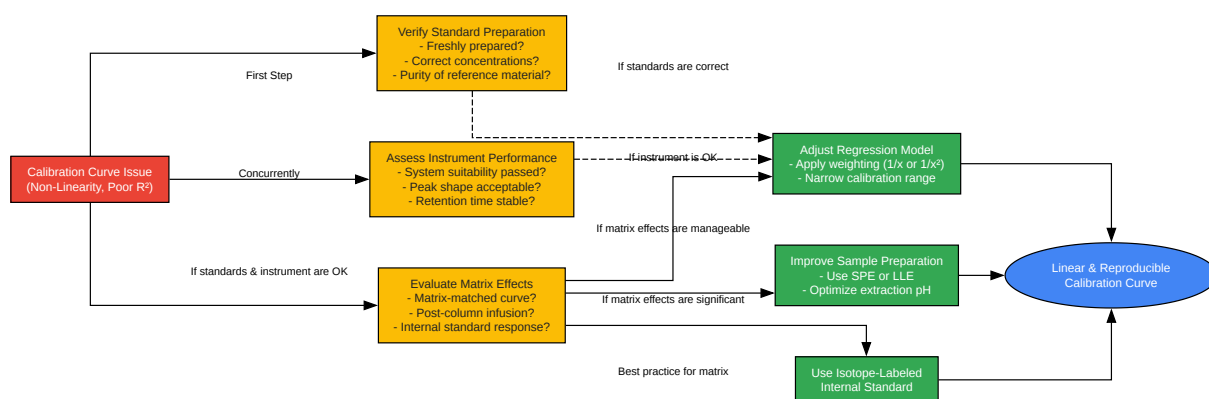 Calibration Curve Issue
(Non-Linearity, Poor R²)
First Step
Concurrently
If standards & instrument are OK
Verify Standard Preparation
- Freshly prepared?
- Correct concentrations?
- Purity of reference material?
Assess Instrument Performance
- System suitability passed?
- Peak shape acceptable?
- Retention time stable?
Evaluate Matrix Effects
- Matrix-matched curve?
- Post-column infusion?
- Internal standard response?
If standards are correct
If instrument is OK
If matrix effects are manageable
If matrix effects are significant
Best practice for matrix
Adjust Regression Model
- Apply weighting (1/x or 1/x²)
- Narrow calibration range
Improve Sample Preparation
- Use SPE or LLE
- Optimize extraction pH
Use Isotope-Labeled
Internal Standard
Linear & Reproducible
Calibration Curve